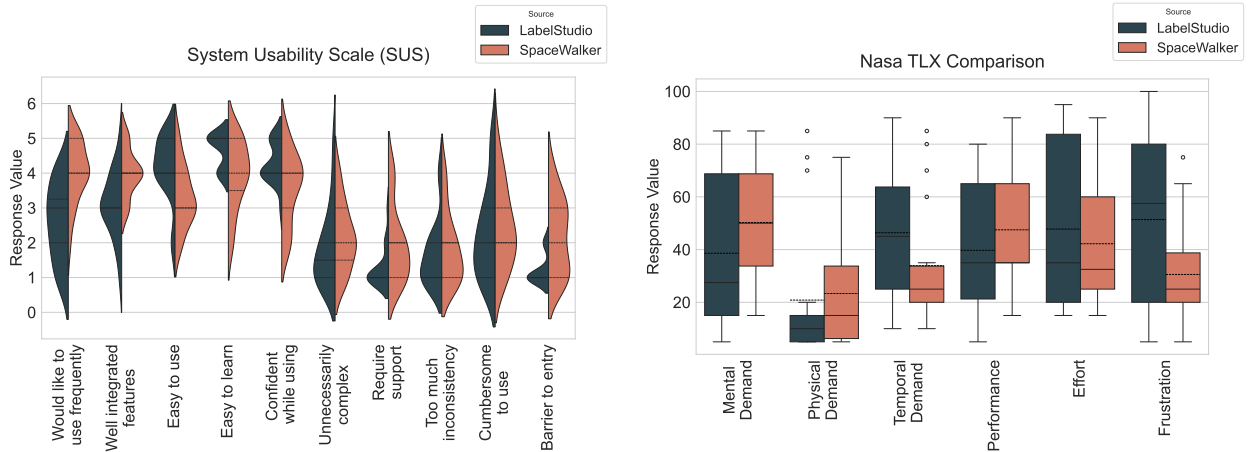 Source
LabelStudio
SpaceWalker
System Usability Scale (SUS)
Response Value
6
5
4
3
2
1
0
Would like to
use frequently
Well integrated
features
Easy to use
Easy to learn
Confident
while using
Unnecessarily
complex
Require
support
Too much
inconsistency
Cumbersome
to use
Barrier to entry
Source
LabelStudio
SpaceWalker
Nasa TLX Comparison
Response Value
100
80
60
40
20
Mental
Demand
Physical
Demand
Temporal
Demand
Performance
Effort
Frustration